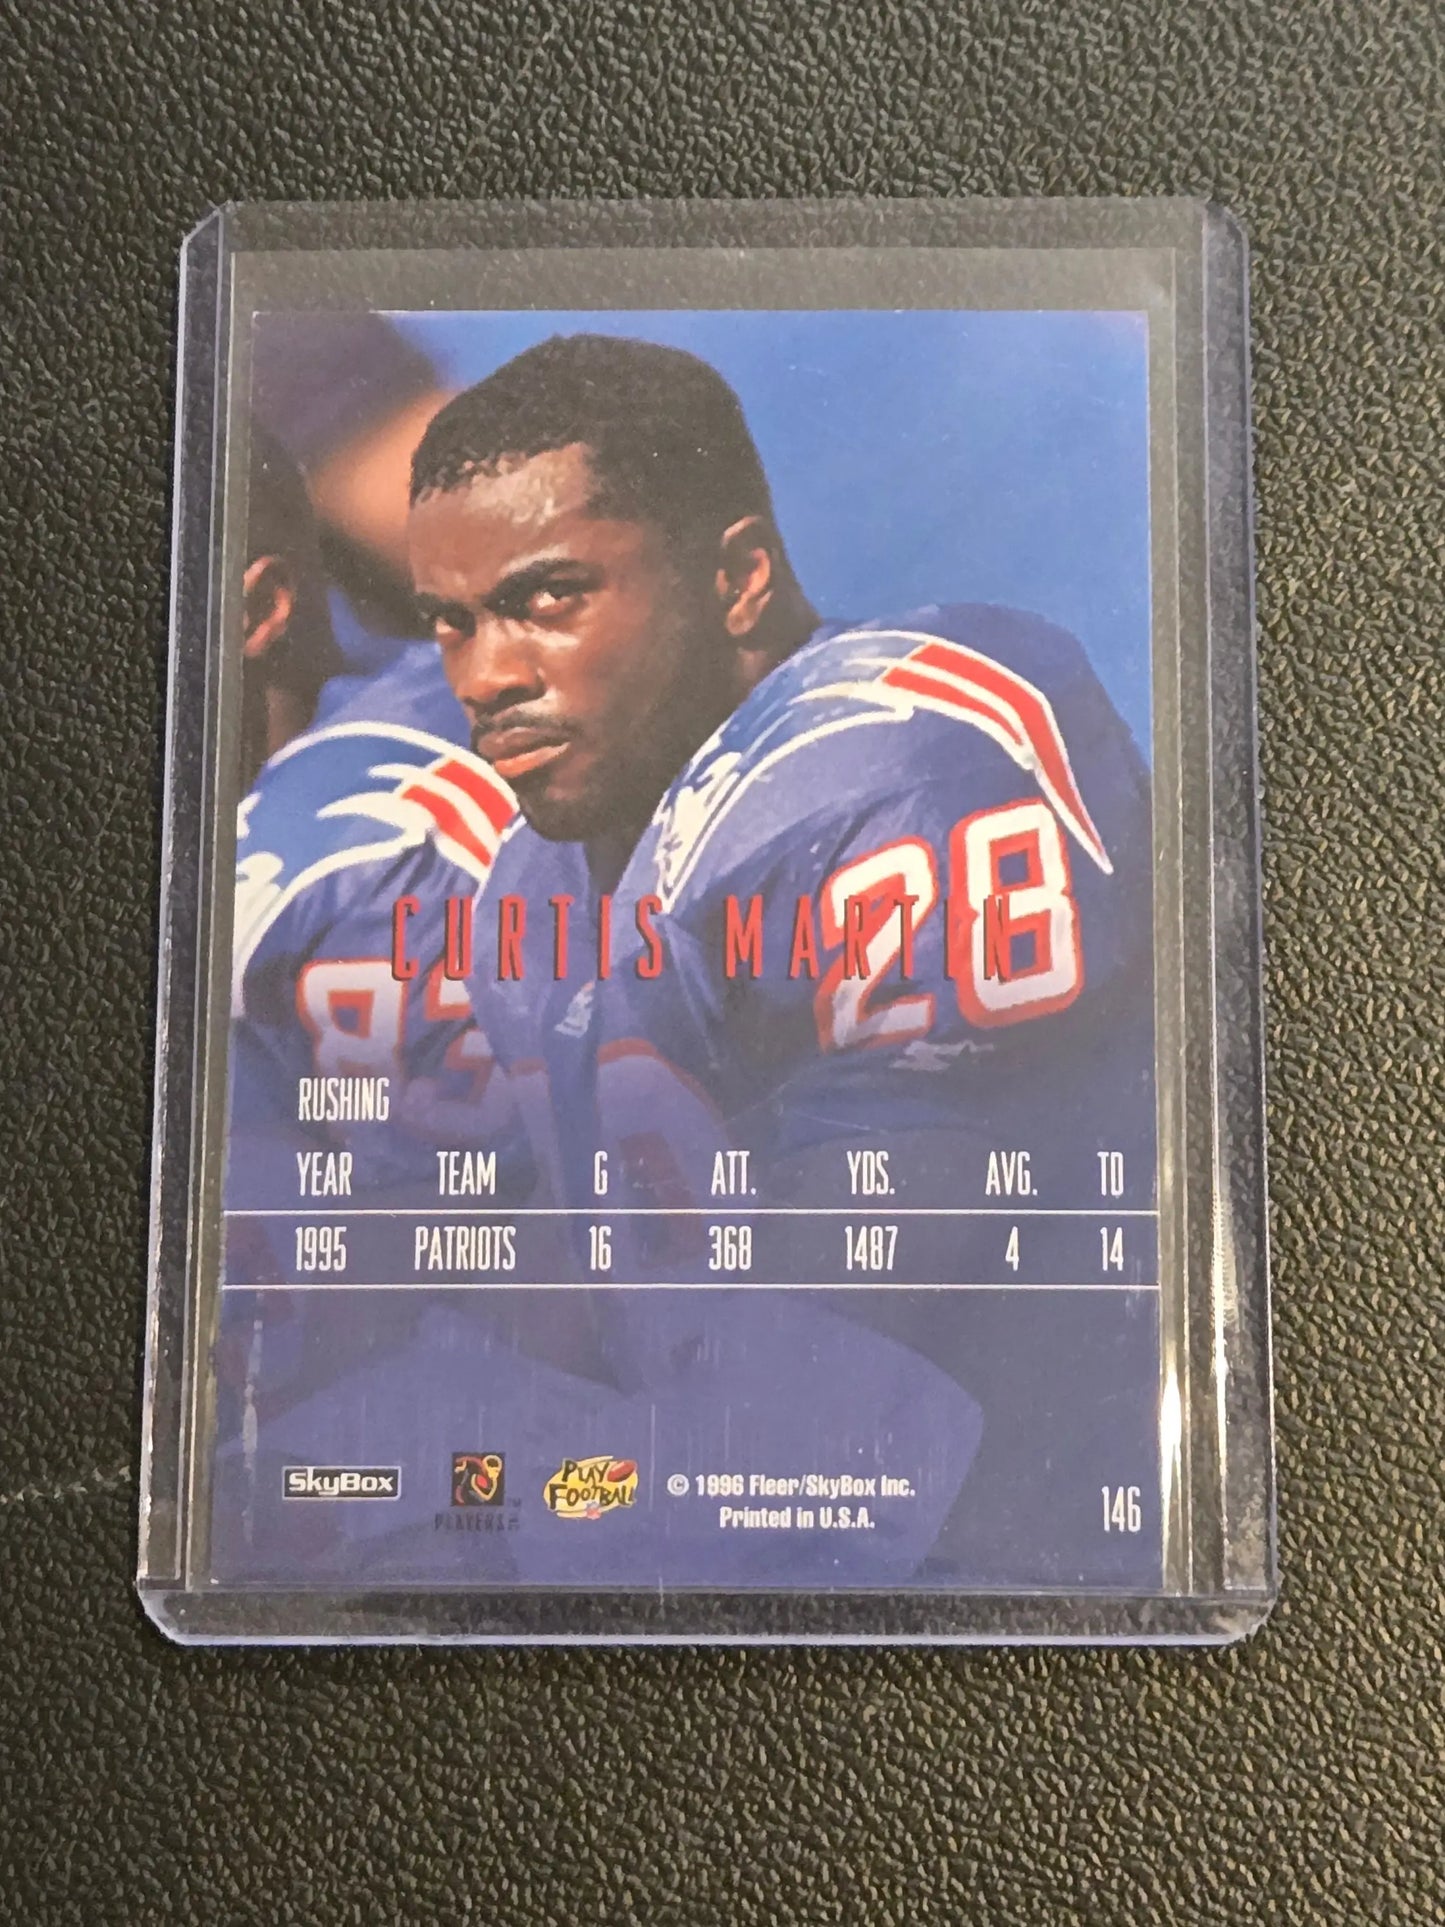 28
CURTIS MARTIN
RUSHING
YEAR TEAM G ATT. YDS. AVG. TD
1995 PATRIOTS 16 368 1487 4 14
SkyBox
PLAYERS
PLAY
FOOTBALL
© 1996 Fleer/SkyBox Inc.
Printed in U.S.A.
146